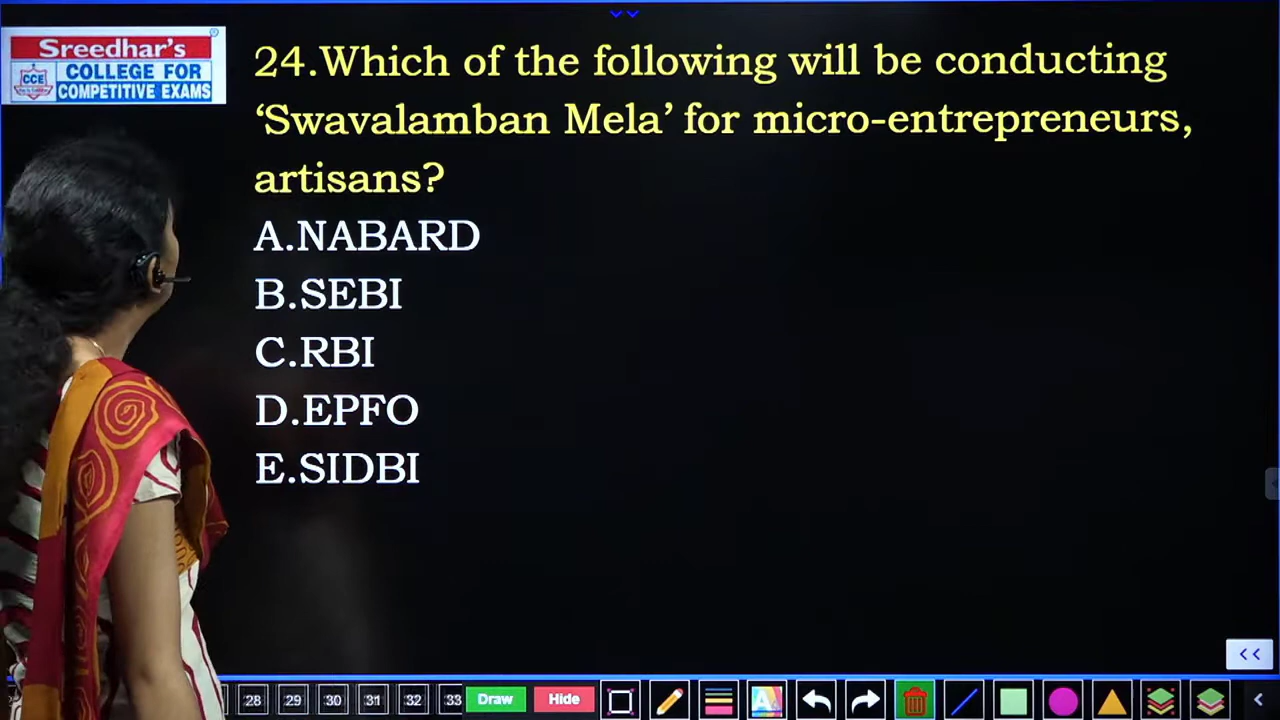 Sreedhar's
CCE
COLLEGE FOR
COMPETITIVE EXAMS
24.Which of the following will be conducting
‘Swavalamban Mela’ for micro-entrepreneurs,
artisans?
A.NABARD
B.SEBI
C.RBI
D.EPFO
E.SIDBI
28 29 30 31 32 33 Draw Hide